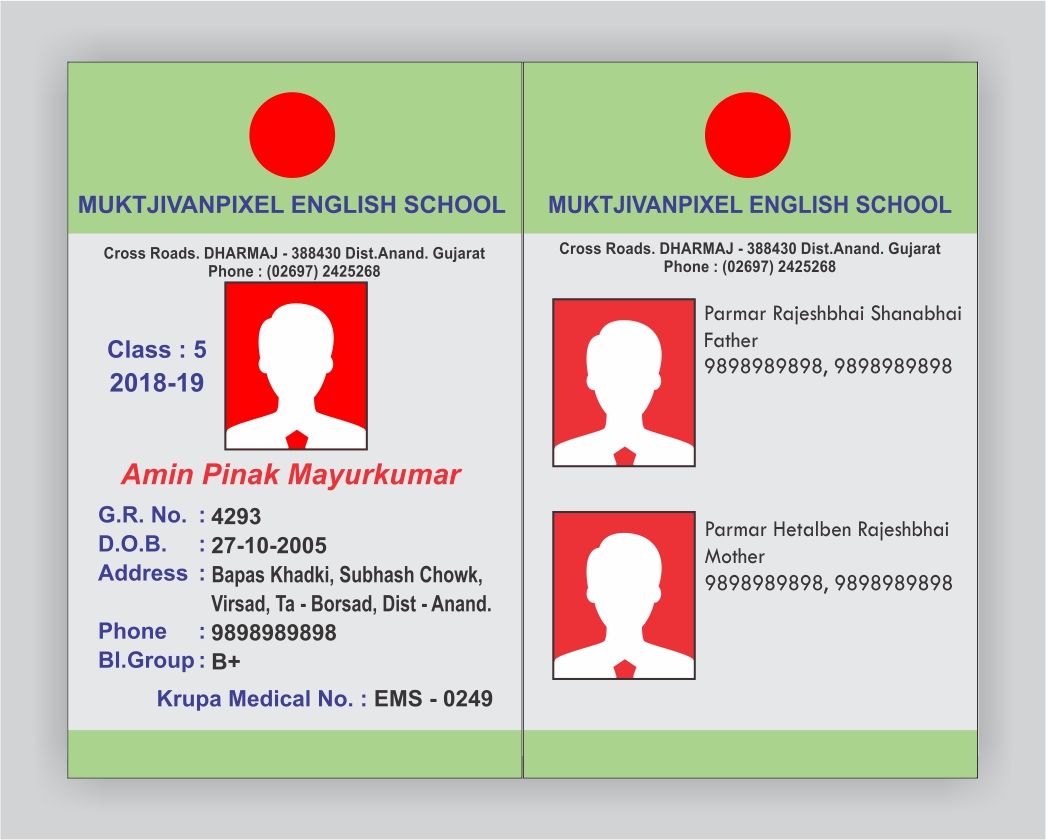 MUKTJIVANPIXEL ENGLISH SCHOOL
Cross Roads. DHARMAJ - 388430 Dist.Anand. Gujarat
Phone : (02697) 2425268
Class : 5
2018-19
Amin Pinak Mayurkumar
G.R. No. : 4293
D.O.B. : 27-10-2005
Address : Bapas Khadki, Subhash Chowk,
Virsad, Ta - Borsad, Dist - Anand.
Phone : 9898989898
Bl.Group : B+
Krupa Medical No. : EMS - 0249
MUKTJIVANPIXEL ENGLISH SCHOOL
Cross Roads. DHARMAJ - 388430 Dist.Anand. Gujarat
Phone : (02697) 2425268
Parmar Rajeshbhai Shanabhai
Father
9898989898, 9898989898
Parmar Hetalben Rajeshbhai
Mother
9898989898, 9898989898